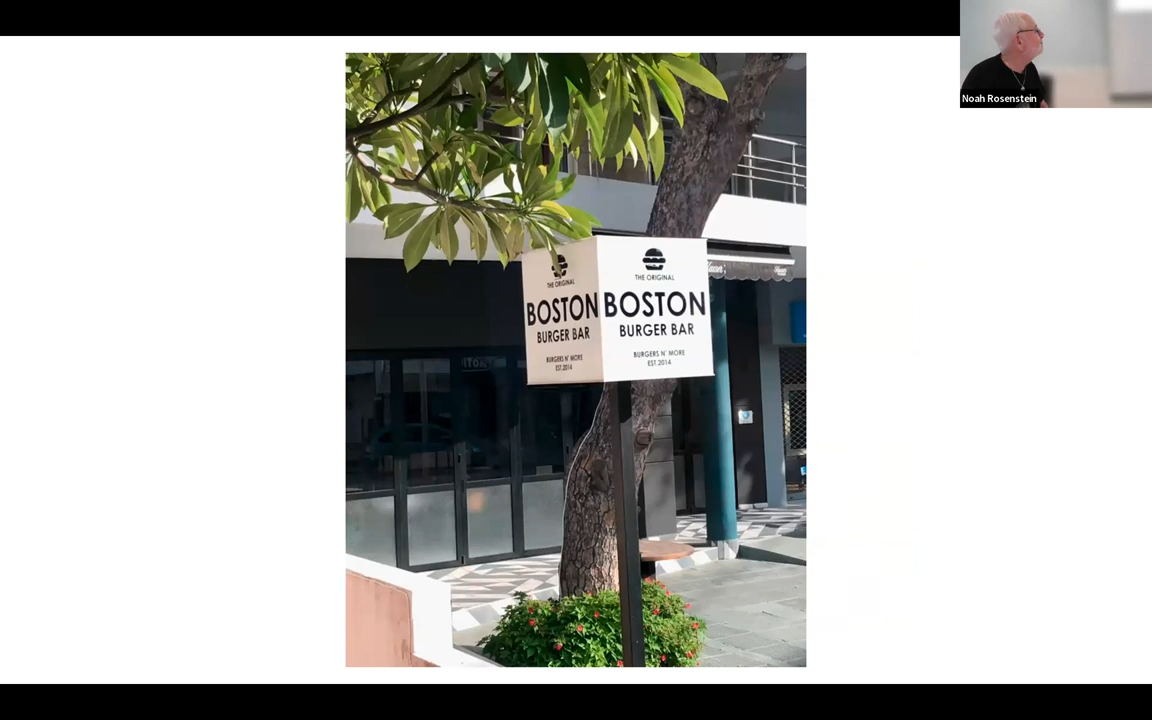 Noah Rosenstein
THE ORIGINAL
BOSTON
BURGER BAR
BURGERS N' MORE
EST.2014
THE ORIGINAL
BOSTON
BURGER BAR
BURGERS N' MORE
EST.2014